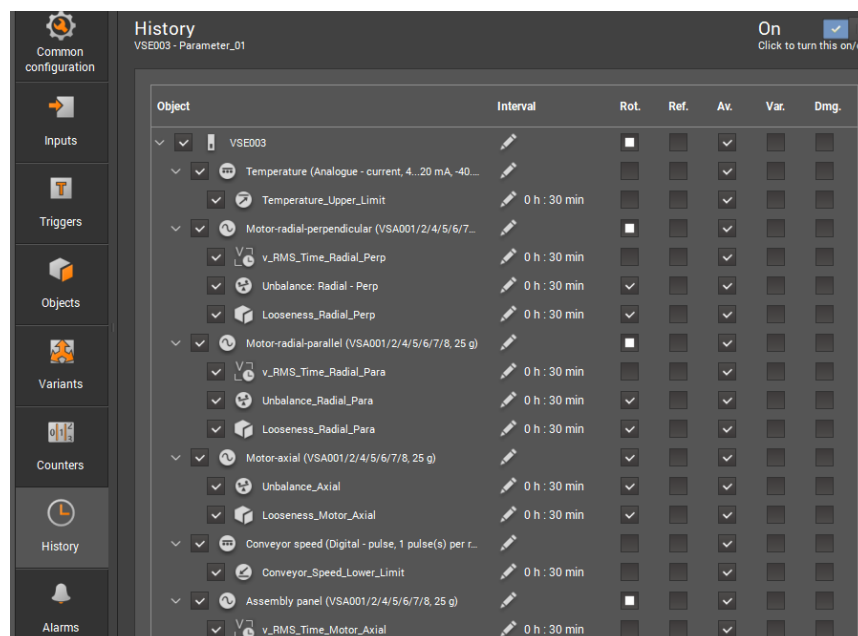 History
VSE003 - Parameter_01
On
Click to turn this on/
Common
configuration
Inputs
Triggers
Objects
Variants
Counters
History
Alarms
Object Interval Rot. Ref. Av. Var. Dmg.
VSE003
Temperature (Analogue - current, 4...20 mA, -40....
Temperature_Upper_Limit 0 h : 30 min
Motor-radial-perpendicular (VSA001/2/4/5/6/7...
v_RMS_Time_Radial_Perp 0 h : 30 min
Unbalance: Radial - Perp 0 h : 30 min
Looseness_Radial_Perp 0 h : 30 min
Motor-radial-parallel (VSA001/2/4/5/6/7/8, 25 g)
v_RMS_Time_Radial_Para 0 h : 30 min
Unbalance_Radial_Para 0 h : 30 min
Looseness_Radial_Para 0 h : 30 min
Motor-axial (VSA001/2/4/5/6/7/8, 25 g)
Unbalance_Axial 0 h : 30 min
Looseness_Motor_Axial 0 h : 30 min
Conveyor speed (Digital - pulse, 1 pulse(s) per r...
Conveyor_Speed_Lower_Limit 0 h : 30 min
Assembly panel (VSA001/2/4/5/6/7/8, 25 g)
v_RMS_Time_Motor_Axial 0 h : 30 min